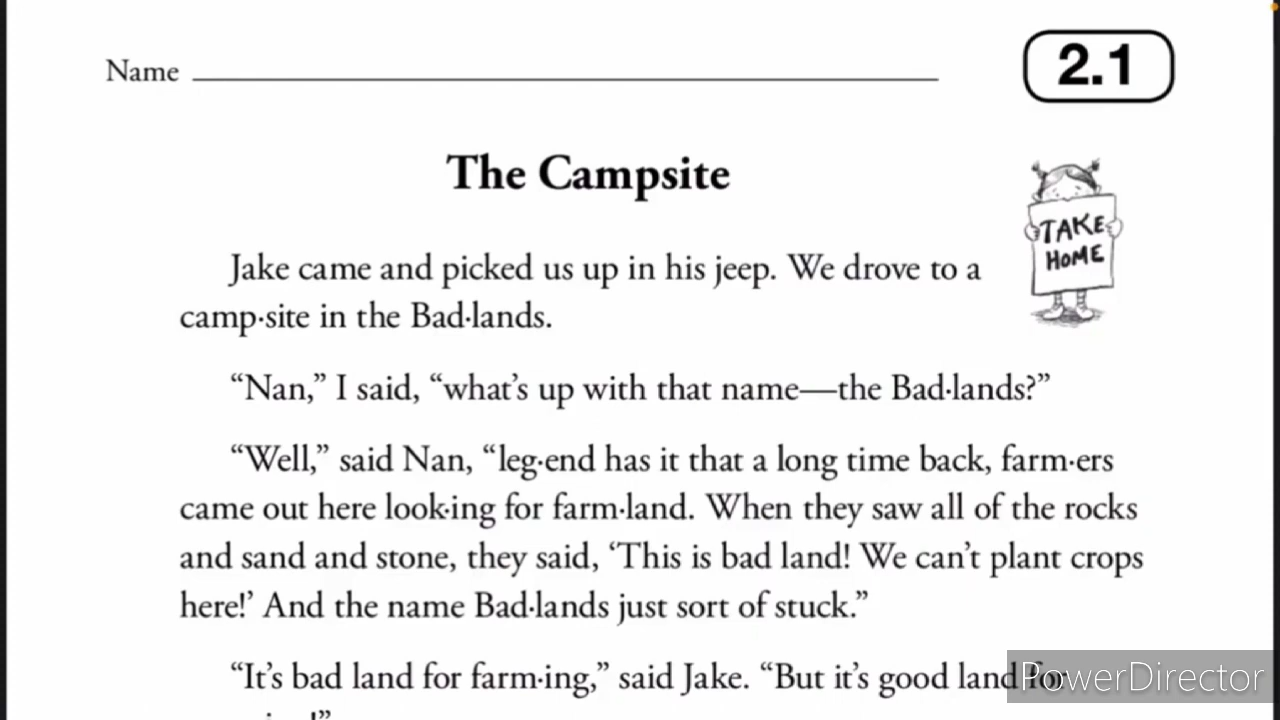 Name
2.1
The Campsite
TAKE
HOME
Jake came and picked us up in his jeep. We drove to a
camp·site in the Bad·lands.
“Nan,” I said, “what’s up with that name—the Bad·lands?”
“Well,” said Nan, “leg·end has it that a long time back, farm·ers
came out here look·ing for farm·land. When they saw all of the rocks
and sand and stone, they said, ‘This is bad land! We can’t plant crops
here!’ And the name Bad·lands just sort of stuck.”
“It’s bad land for farm·ing,” said Jake. “But it’s good land for
PowerDirector